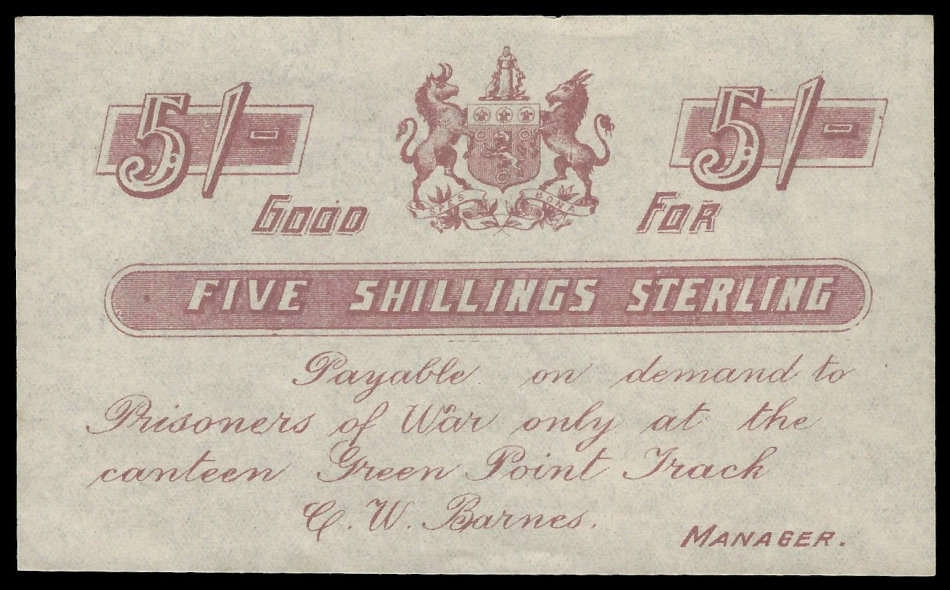 5/- 5/-
GOOD FOR
FIVE SHILLINGS STERLING
Payable on demand to
Prisoners of War only at the
canteen Green Point Track
C. W. Barnes.
MANAGER.